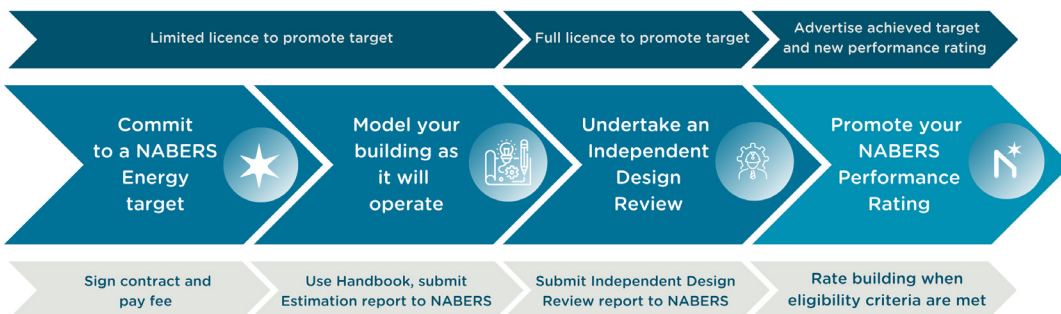 Limited licence to promote target
Full licence to promote target
Advertise achieved target
and new performance rating
Commit
to a NABERS
Energy
target
Model your
building as
it will
operate
Undertake an
Independent
Design
Review
Promote your
NABERS
Performance
Rating
Sign contract and
pay fee
Use Handbook, submit
Estimation report to NABERS
Submit Independent Design
Review report to NABERS
Rate building when
eligibility criteria are met